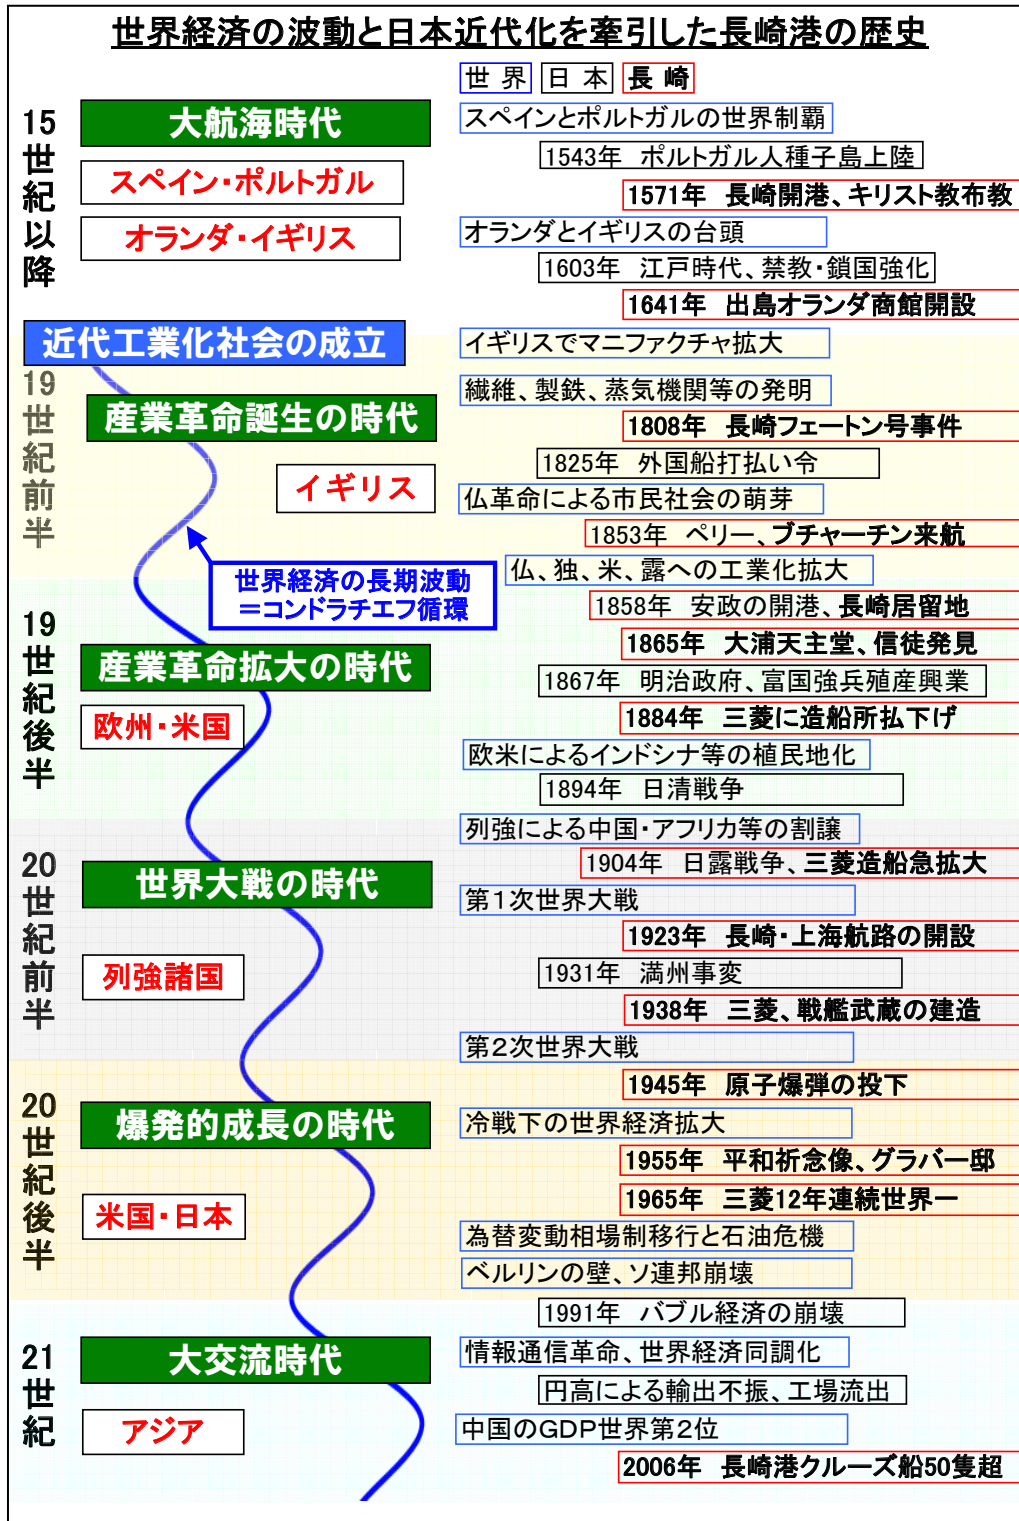 世界経済の波動と日本近代化を牽引した長崎港の歴史
世界 日本 長崎
15世紀以降
大航海時代
スペイン・ポルトガル
オランダ・イギリス
スペインとポルトガルの世界制覇
1543年 ポルトガル人種子島上陸
1571年 長崎開港、キリスト教布教
オランダとイギリスの台頭
1603年 江戸時代、禁教・鎖国強化
1641年 出島オランダ商館開設
近代工業化社会の成立
イギリスでマニファクチャ拡大
19世紀前半
産業革命誕生の時代
イギリス
繊維、製鉄、蒸気機関等の発明
1808年 長崎フェートン号事件
1825年 外国船打払い令
仏革命による市民社会の萌芽
1853年 ペリー、プチャーチン来航
世界経済の長期波動
＝コンドラチエフ循環
仏、独、米、露への工業化拡大
1858年 安政の開港、長崎居留地
19世紀後半
産業革命拡大の時代
欧州・米国
1865年 大浦天主堂、信徒発見
1867年 明治政府、富国強兵殖産興業
1884年 三菱に造船所払下げ
欧米によるインドシナ等の植民地化
1894年 日清戦争
20世紀前半
世界大戦の時代
列強諸国
列強による中国・アフリカ等の割譲
1904年 日露戦争、三菱造船急拡大
第１次世界大戦
1923年 長崎・上海航路の開設
1931年 満州事変
1938年 三菱、戦艦武蔵の建造
第２次世界大戦
1945年 原子爆弾の投下
20世紀後半
爆発的成長の時代
米国・日本
冷戦下の世界経済拡大
1955年 平和祈念像、グラバー邸
1965年 三菱12年連続世界一
為替変動相場制移行と石油危機
ベルリンの壁、ソ連邦崩壊
1991年 バブル経済の崩壊
21世紀
大交流時代
アジア
情報通信革命、世界経済同調化
円高による輸出不振、工場流出
中国のＧＤＰ世界第２位
2006年 長崎港クルーズ船50隻超